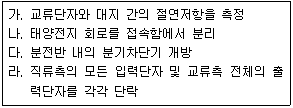 가. 교류단자와 대지 간의 절연저항을 측정
나. 태양전지 회로를 접속함에서 분리
다. 분전반 내의 분기차단기 개방
라. 직류측의 모든 입력단자 및 교류측 전체의 출
력단자를 각각 단락